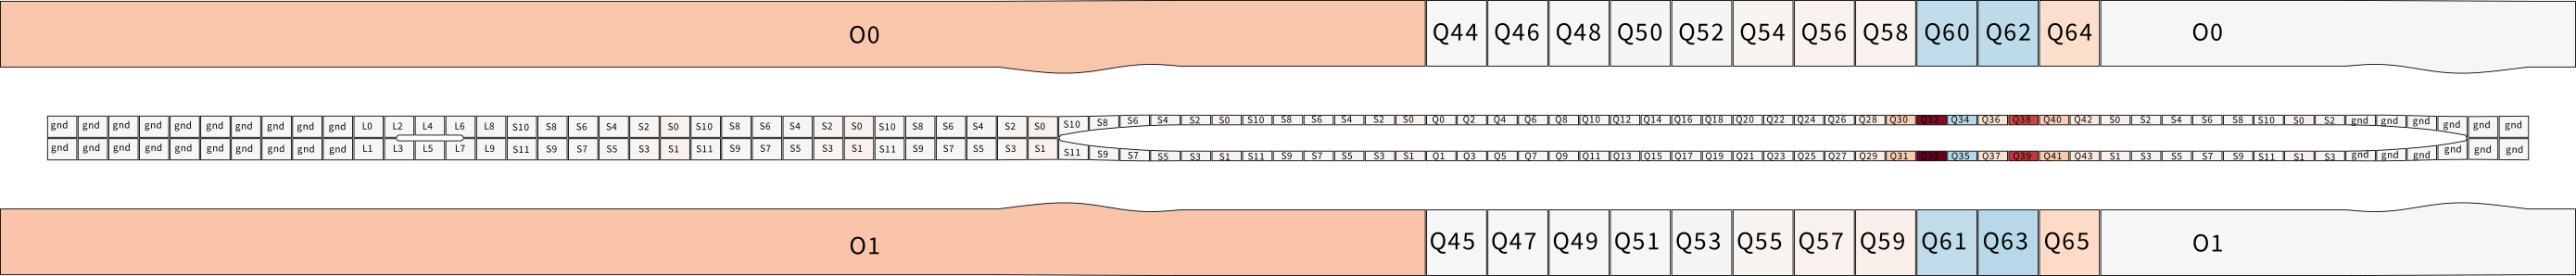 O0 Q44 Q46 Q48 Q50 Q52 Q54 Q56 Q58 Q60 Q62 Q64 O0
gnd gnd gnd gnd gnd gnd gnd gnd gnd gnd L0 L2 L4 L6 L8 S10 S8 S6 S4 S2 S0 S10 S8 S6 S4 S2 S0 S10 S8 S6 S4 S2 S0 S10 S8 S6 S4 S2 S0 S10 S8 S6 S4 S2 S0 Q0 Q2 Q4 Q6 Q8 Q10 Q12 Q14 Q16 Q18 Q20 Q22 Q24 Q26 Q28 Q30 Q32 Q34 Q36 Q38 Q40 Q42 S0 S2 S4 S6 S8 S10 S0 S2 gnd gnd gnd gnd gnd gnd
gnd gnd gnd gnd gnd gnd gnd gnd gnd gnd L1 L3 L5 L7 L9 S11 S9 S7 S5 S3 S1 S11 S9 S7 S5 S3 S1 S11 S9 S7 S5 S3 S1 S11 S9 S7 S5 S3 S1 S11 S9 S7 S5 S3 S1 Q1 Q3 Q5 Q7 Q9 Q11 Q13 Q15 Q17 Q19 Q21 Q23 Q25 Q27 Q29 Q31 Q33 Q35 Q37 Q39 Q41 Q43 S1 S3 S5 S7 S9 S11 S1 S3 gnd gnd gnd gnd gnd gnd
O1 Q45 Q47 Q49 Q51 Q53 Q55 Q57 Q59 Q61 Q63 Q65 O1